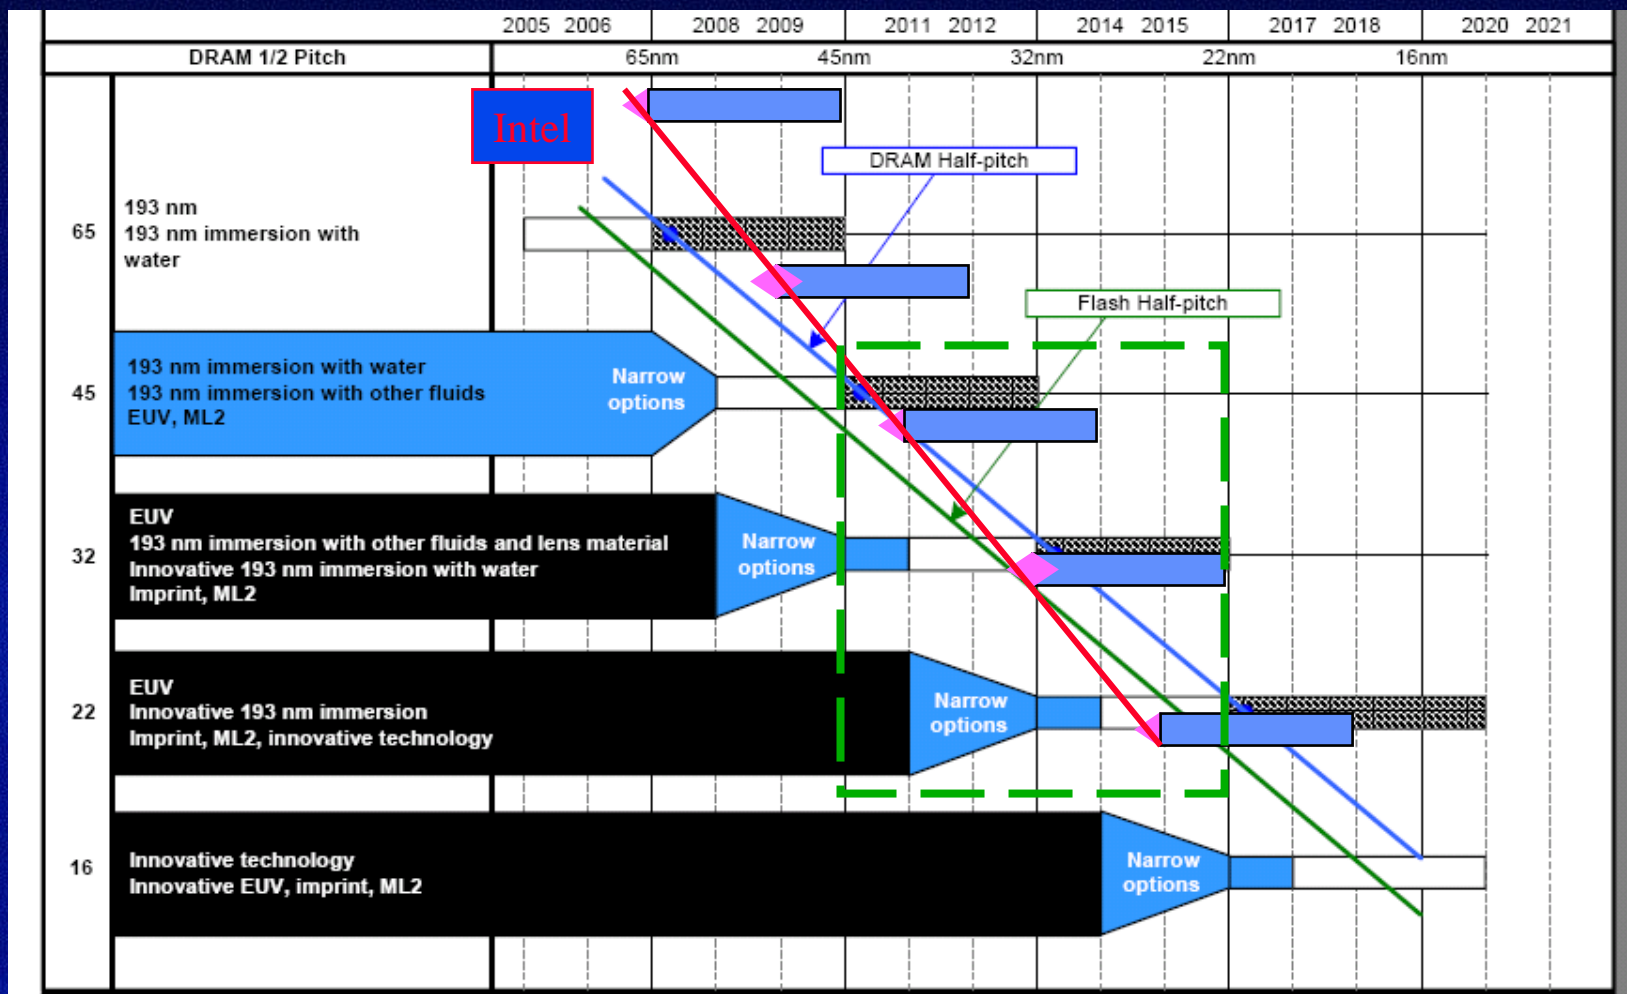 2005 2006 2008 2009 2011 2012 2014 2015 2017 2018 2020 2021
DRAM 1/2 Pitch 65nm 45nm 32nm 22nm 16nm
Intel
DRAM Half-pitch
65
193 nm
193 nm immersion with
water
Flash Half-pitch
45
193 nm immersion with water
193 nm immersion with other fluids
EUV, ML2
Narrow
options
32
EUV
193 nm immersion with other fluids and lens material
Innovative 193 nm immersion with water
Imprint, ML2
Narrow
options
22
EUV
Innovative 193 nm immersion
Imprint, ML2, innovative technology
Narrow
options
16
Innovative technology
Innovative EUV, imprint, ML2
Narrow
options